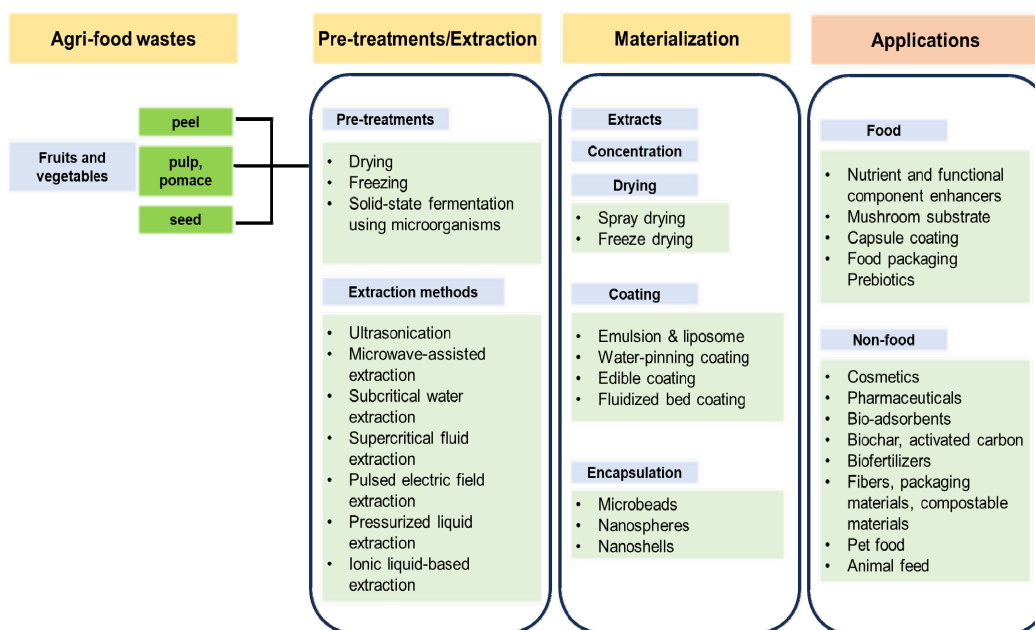 Agri-food wastes
Pre-treatments/Extraction
Materialization
Applications
Fruits and
vegetables
peel
pulp,
pomace
seed
Pre-treatments
• Drying
• Freezing
• Solid-state fermentation
using microorganisms
Extraction methods
• Ultrasonication
• Microwave-assisted
extraction
• Subcritical water
extraction
• Supercritical fluid
extraction
• Pulsed electric field
extraction
• Pressurized liquid
extraction
• Ionic liquid-based
extraction
Extracts
Concentration
Drying
• Spray drying
• Freeze drying
Coating
• Emulsion & liposome
• Water-pinning coating
• Edible coating
• Fluidized bed coating
Encapsulation
• Microbeads
• Nanospheres
• Nanoshells
Food
• Nutrient and functional
component enhancers
• Mushroom substrate
• Capsule coating
• Food packaging
Prebiotics
Non-food
• Cosmetics
• Pharmaceuticals
• Bio-adsorbents
• Biochar, activated carbon
• Biofertilizers
• Fibers, packaging
materials, compostable
materials
• Pet food
• Animal feed